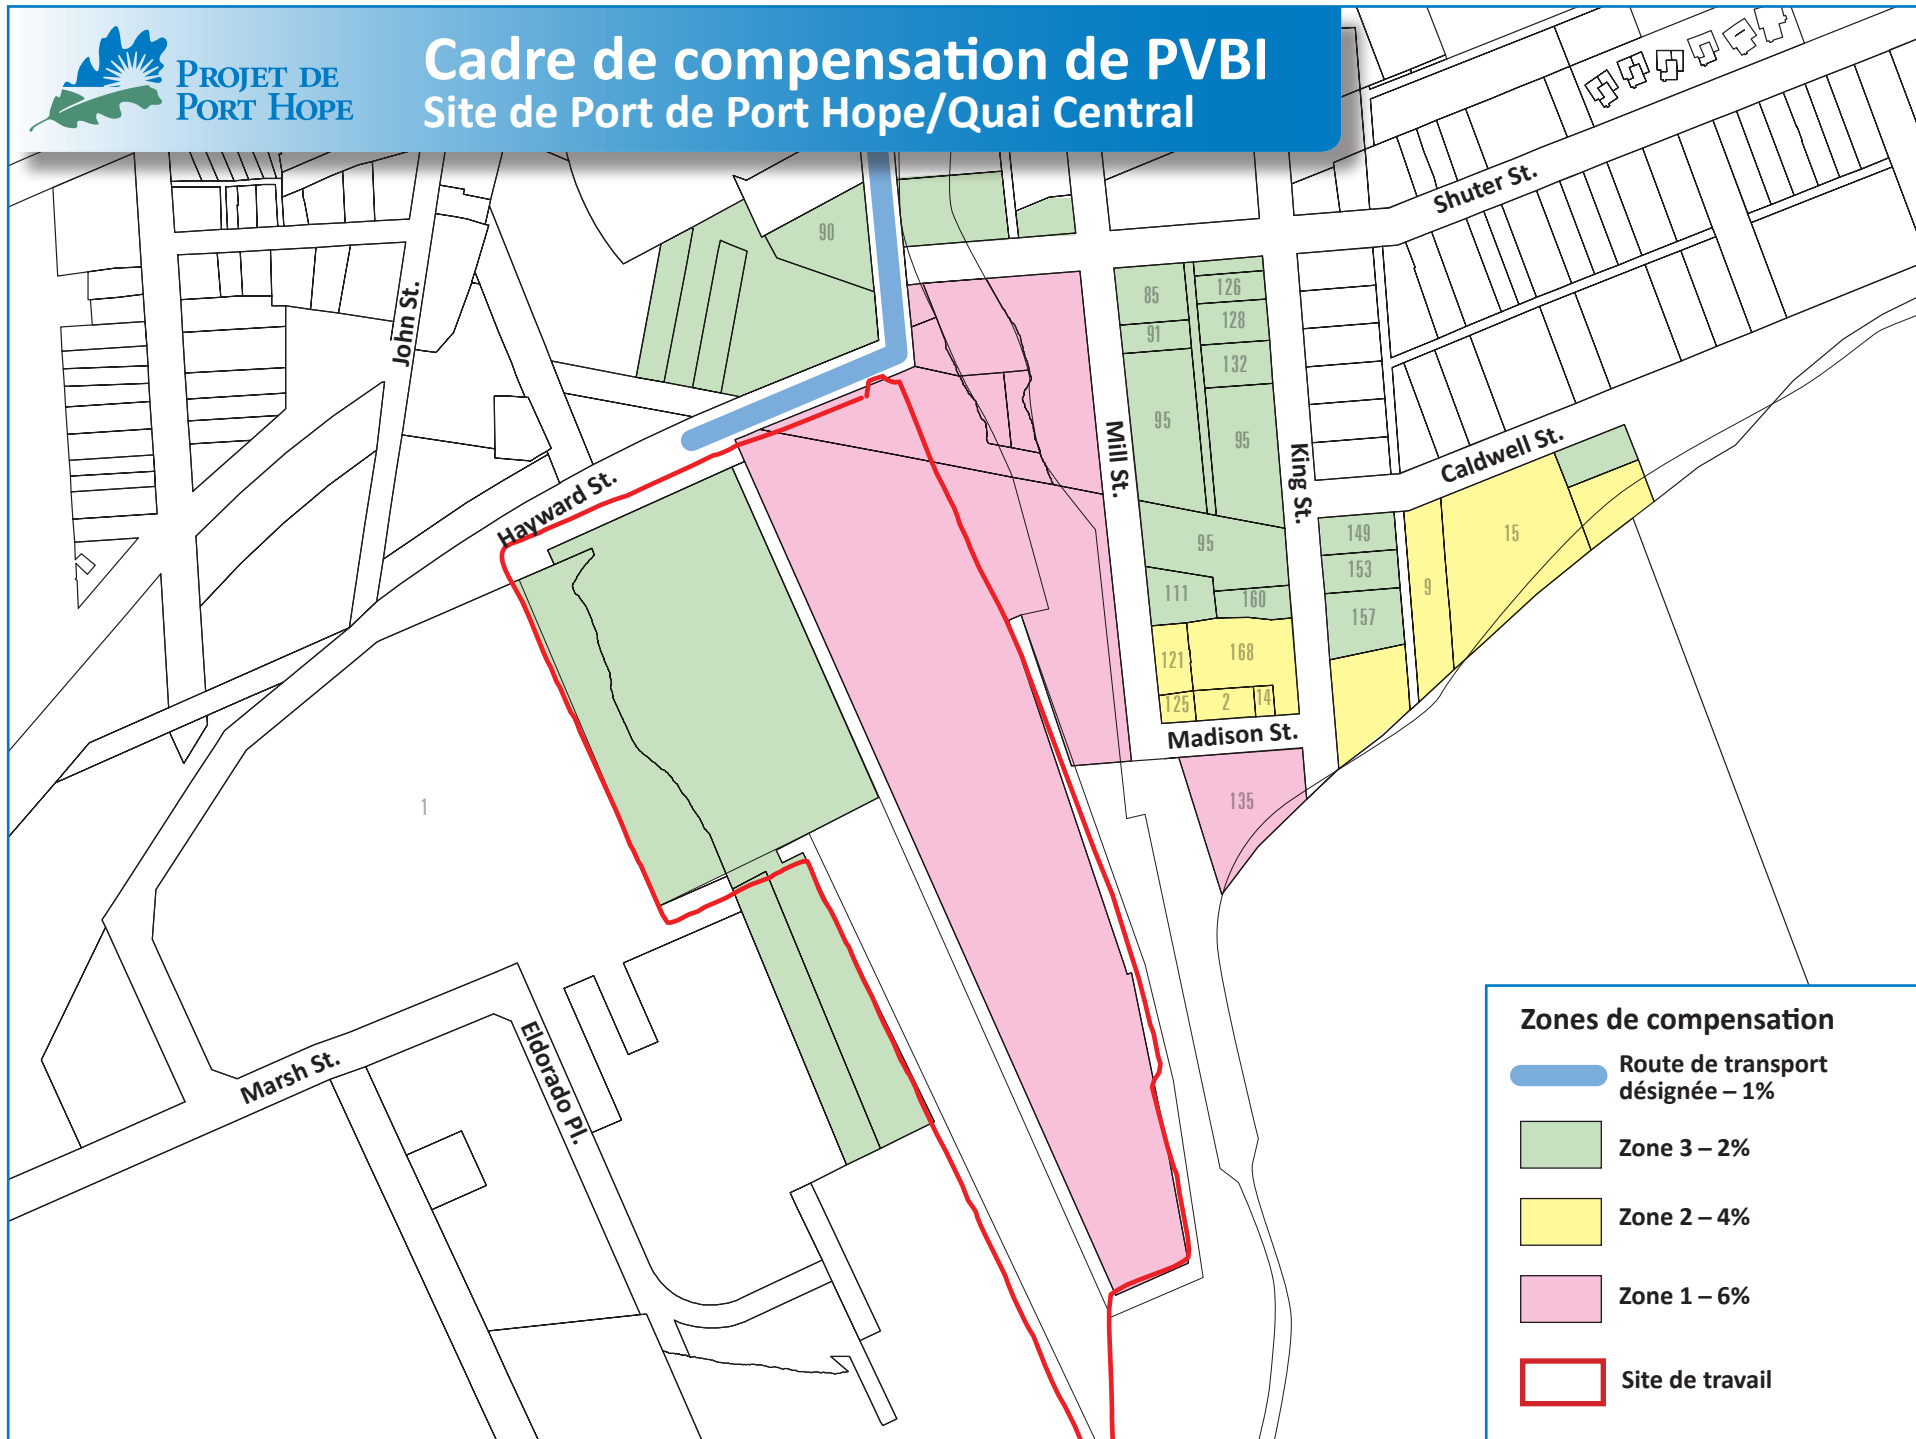 PROJET DE
PORT HOPE
Cadre de compensation de PVBI
Site de Port de Port Hope/Quai Central
Shuter St.
John St.
90
85
126
91
128
132
95
95
Mill St.
King St.
Caldwell St.
Hayward St.
95
149
15
153
9
111
160
157
121
168
125
2
14
Madison St.
135
1
Marsh St.
Eldorado Pl.
Zones de compensation
Route de transport
désignée – 1%
Zone 3 – 2%
Zone 2 – 4%
Zone 1 – 6%
Site de travail